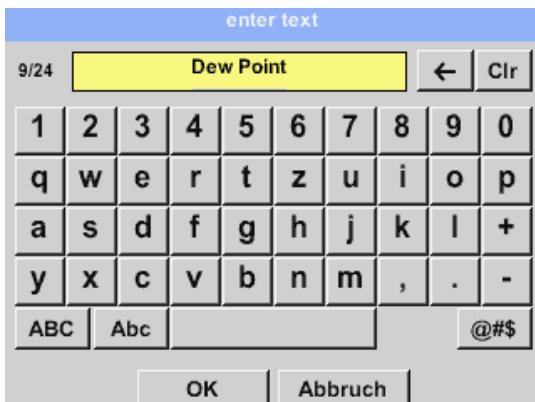 enter text
9/24 Dew Point ← Clr
1 2 3 4 5 6 7 8 9 0
q w e r t z u i o p
a s d f g h j k l +
y x c v b n m , . -
ABC Abc @#$
OK Abbruch